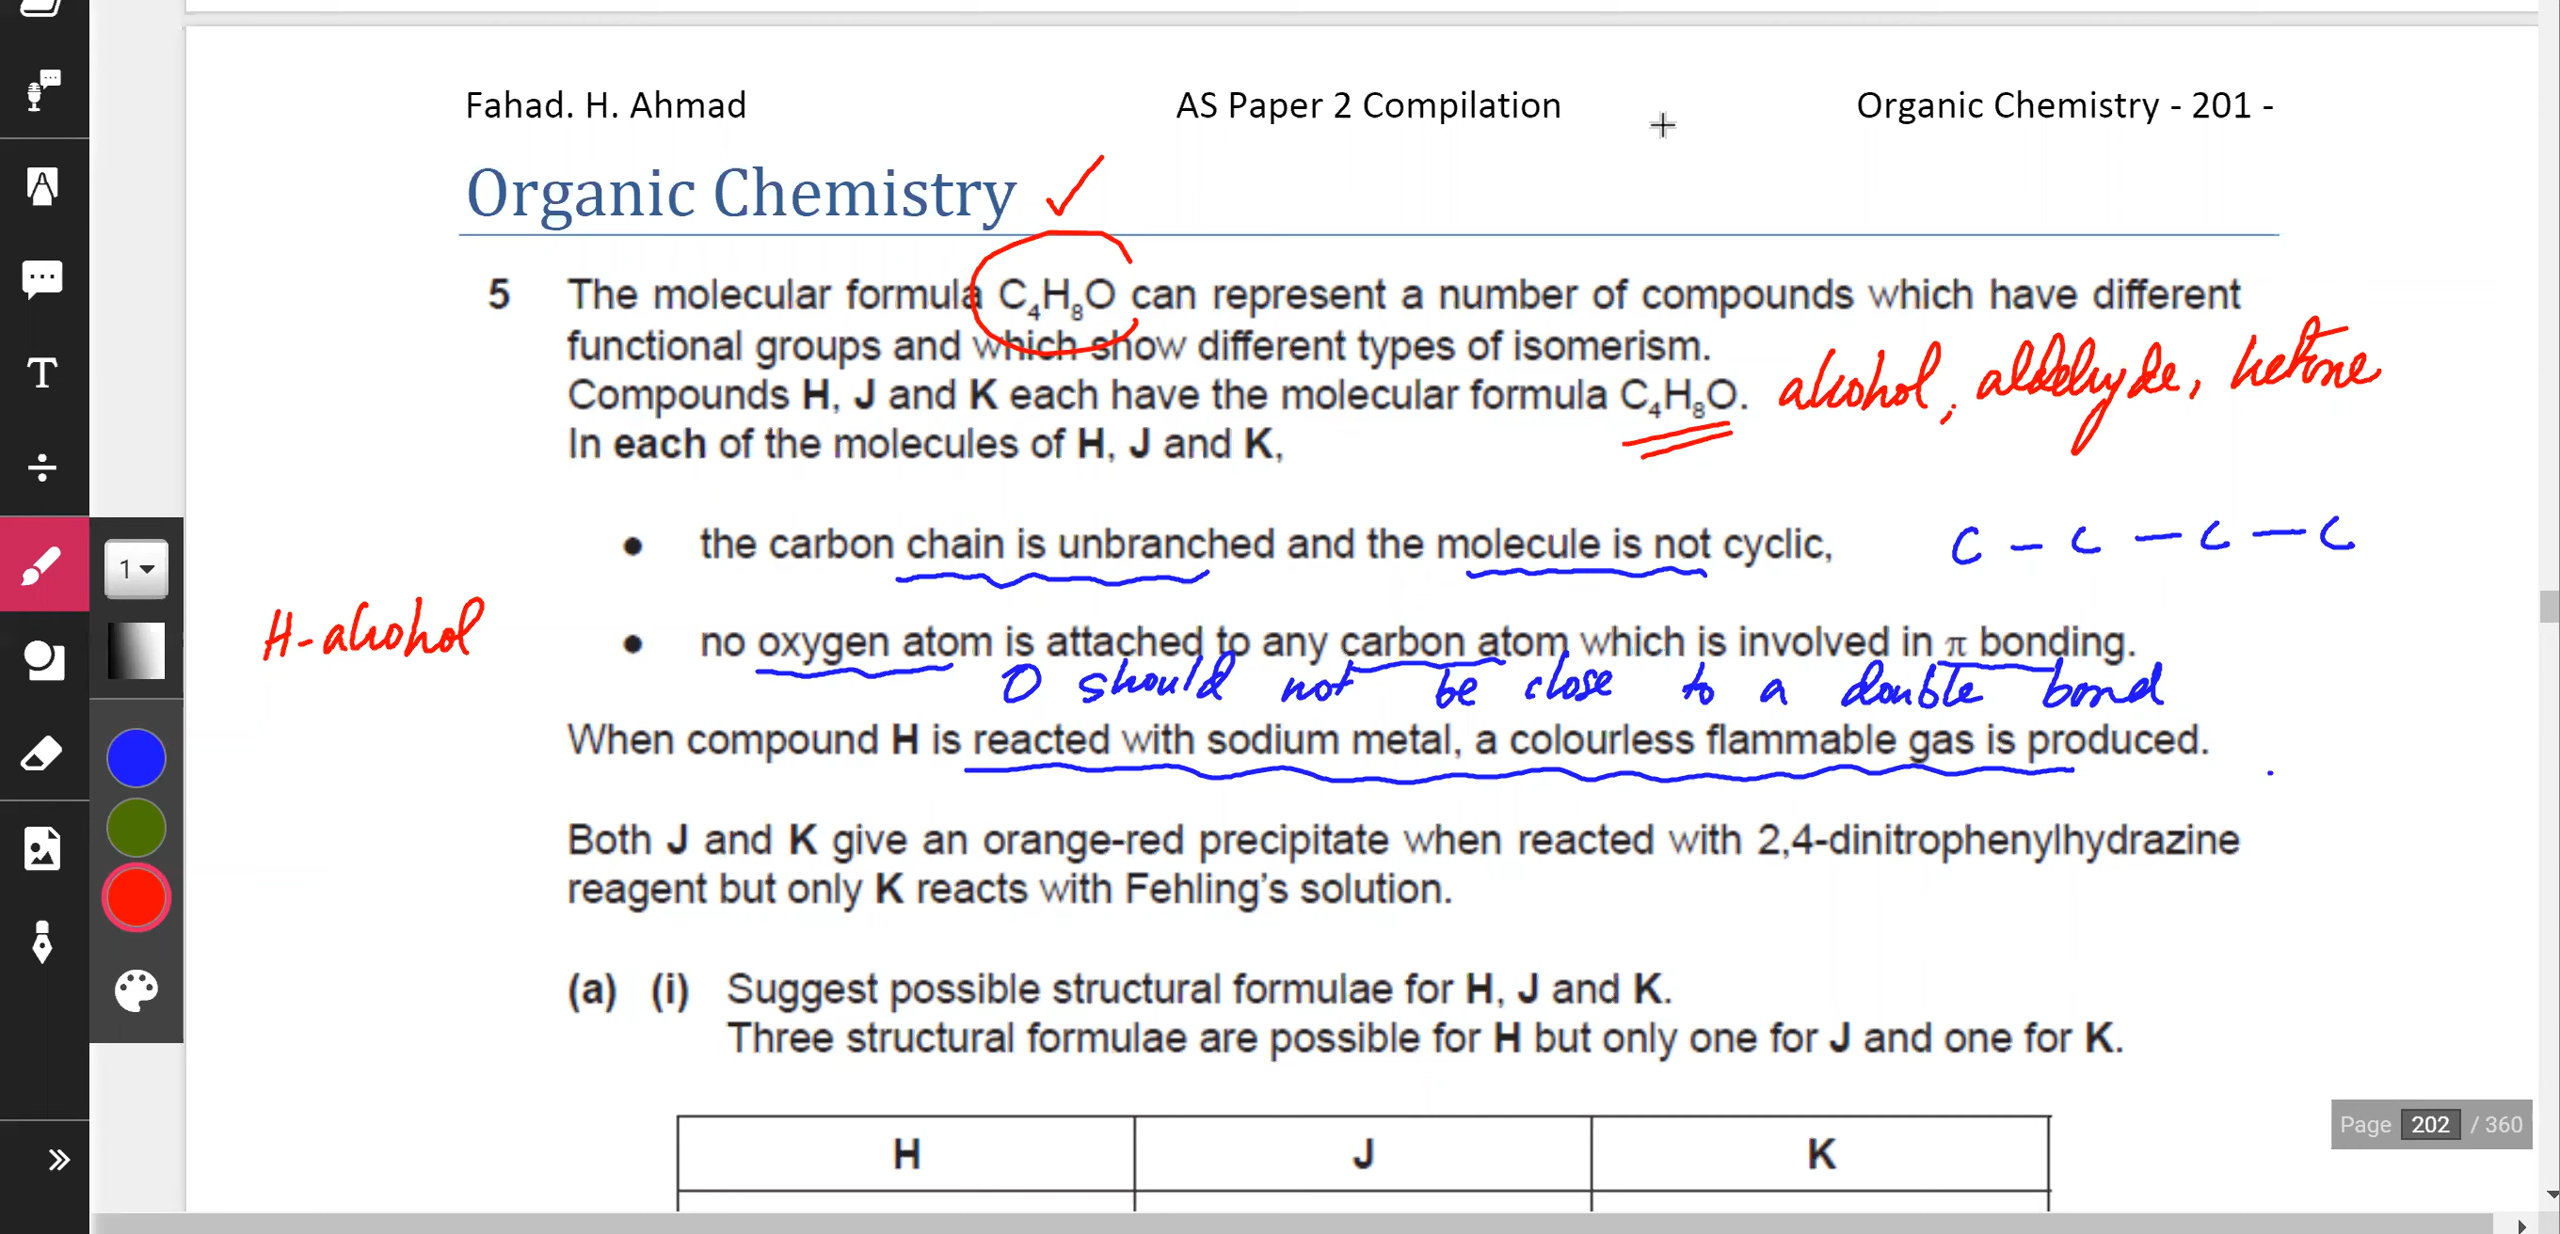 Fahad. H. Ahmad AS Paper 2 Compilation Organic Chemistry - 201 -
Organic Chemistry ✓
5 The molecular formula C₄H₈O can represent a number of compounds which have different
functional groups and which show different types of isomerism.
Compounds H, J and K each have the molecular formula C₄H₈O. alcohol, aldehyde, ketone
In each of the molecules of H, J and K,
• the carbon chain is unbranched and the molecule is not cyclic, C - C - C - C
H-alcohol
• no oxygen atom is attached to any carbon atom which is involved in π bonding.
O should not be close to a double bond
When compound H is reacted with sodium metal, a colourless flammable gas is produced.
Both J and K give an orange-red precipitate when reacted with 2,4-dinitrophenylhydrazine
reagent but only K reacts with Fehling's solution.
(a) (i) Suggest possible structural formulae for H, J and K.
Three structural formulae are possible for H but only one for J and one for K.
H J K
Page 202 / 360
1
T